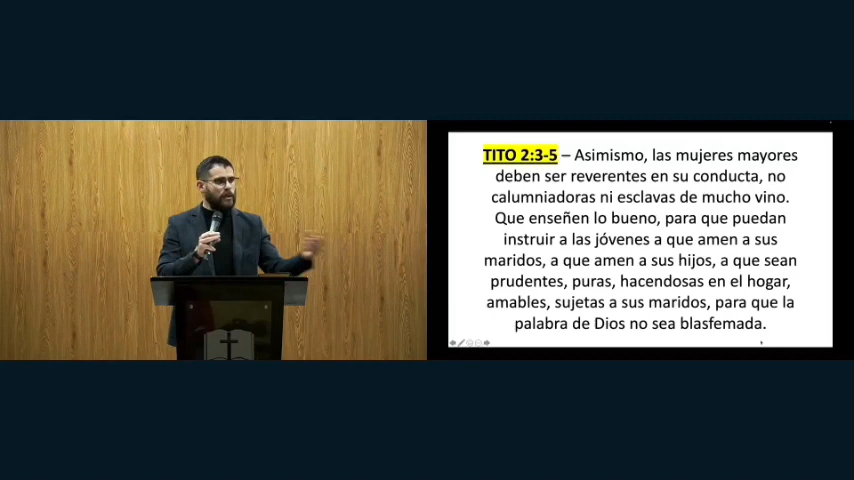 TITO 2:3-5 – Asimismo, las mujeres mayores
deben ser reverentes en su conducta, no
calumniadoras ni esclavas de mucho vino.
Que enseñen lo bueno, para que puedan
instruir a las jóvenes a que amen a sus
maridos, a que amen a sus hijos, a que sean
prudentes, puras, hacendosas en el hogar,
amables, sujetas a sus maridos, para que la
palabra de Dios no sea blasfemada.